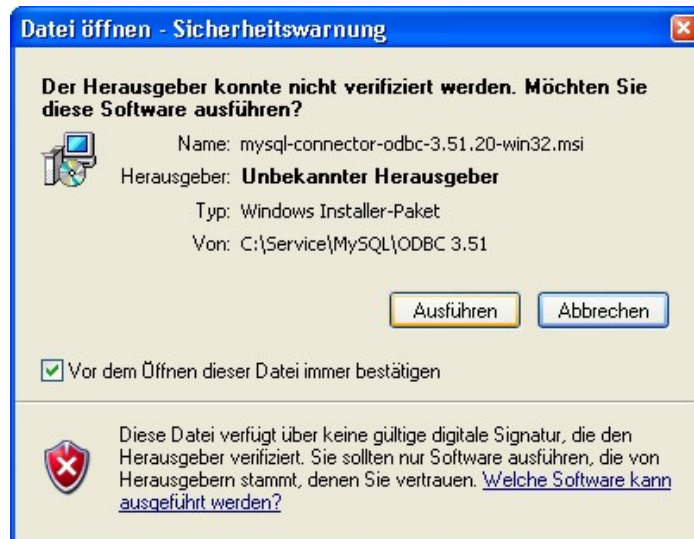 Datei öffnen - Sicherheitswarnung
Der Herausgeber konnte nicht verifiziert werden. Möchten Sie
diese Software ausführen?
Name: mysql-connector-odbc-3.51.20-win32.msi
Herausgeber: Unbekannter Herausgeber
Typ: Windows Installer-Paket
Von: C:\Service\MySQL\ODBC 3.51
Ausführen Abbrechen
Vor dem Öffnen dieser Datei immer bestätigen
Diese Datei verfügt über keine gültige digitale Signatur, die den
Herausgeber verifiziert. Sie sollten nur Software ausführen, die von
Herausgebern stammt, denen Sie vertrauen. Welche Software kann
ausgeführt werden?